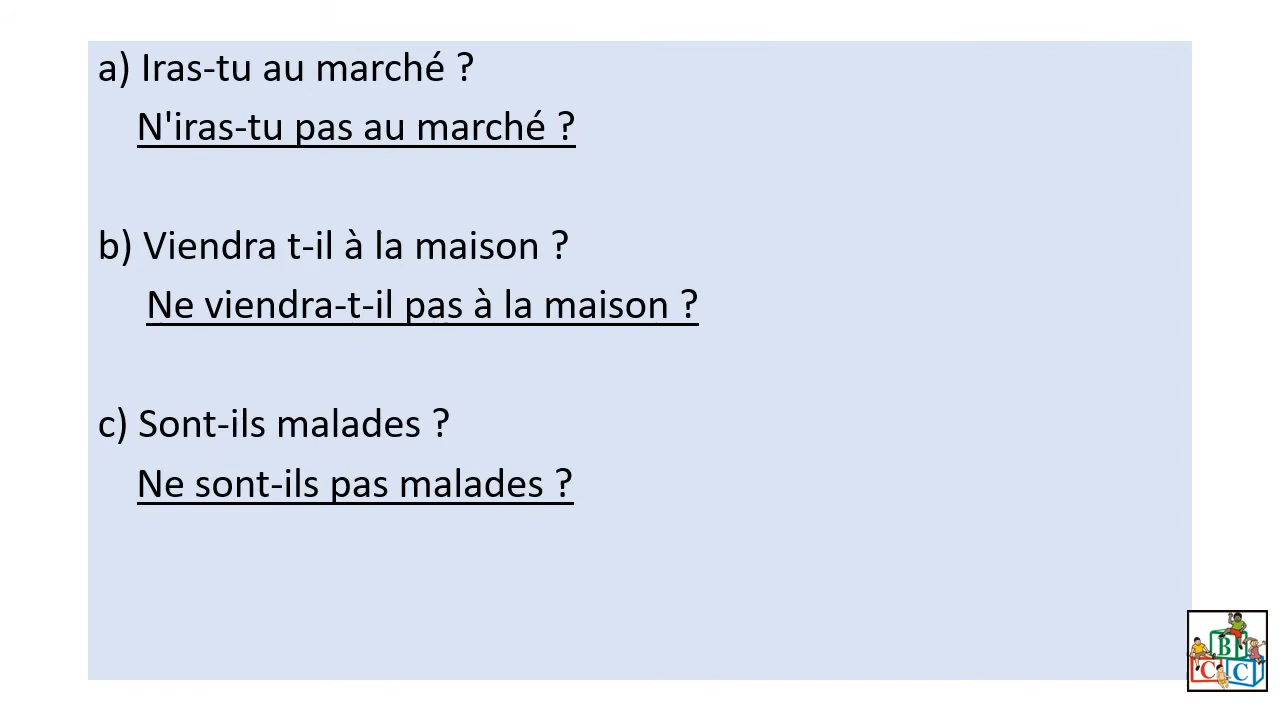 a) Iras-tu au marché ?
N'iras-tu pas au marché ?
b) Viendra t-il à la maison ?
Ne viendra-t-il pas à la maison ?
c) Sont-ils malades ?
Ne sont-ils pas malades ?
B
C C